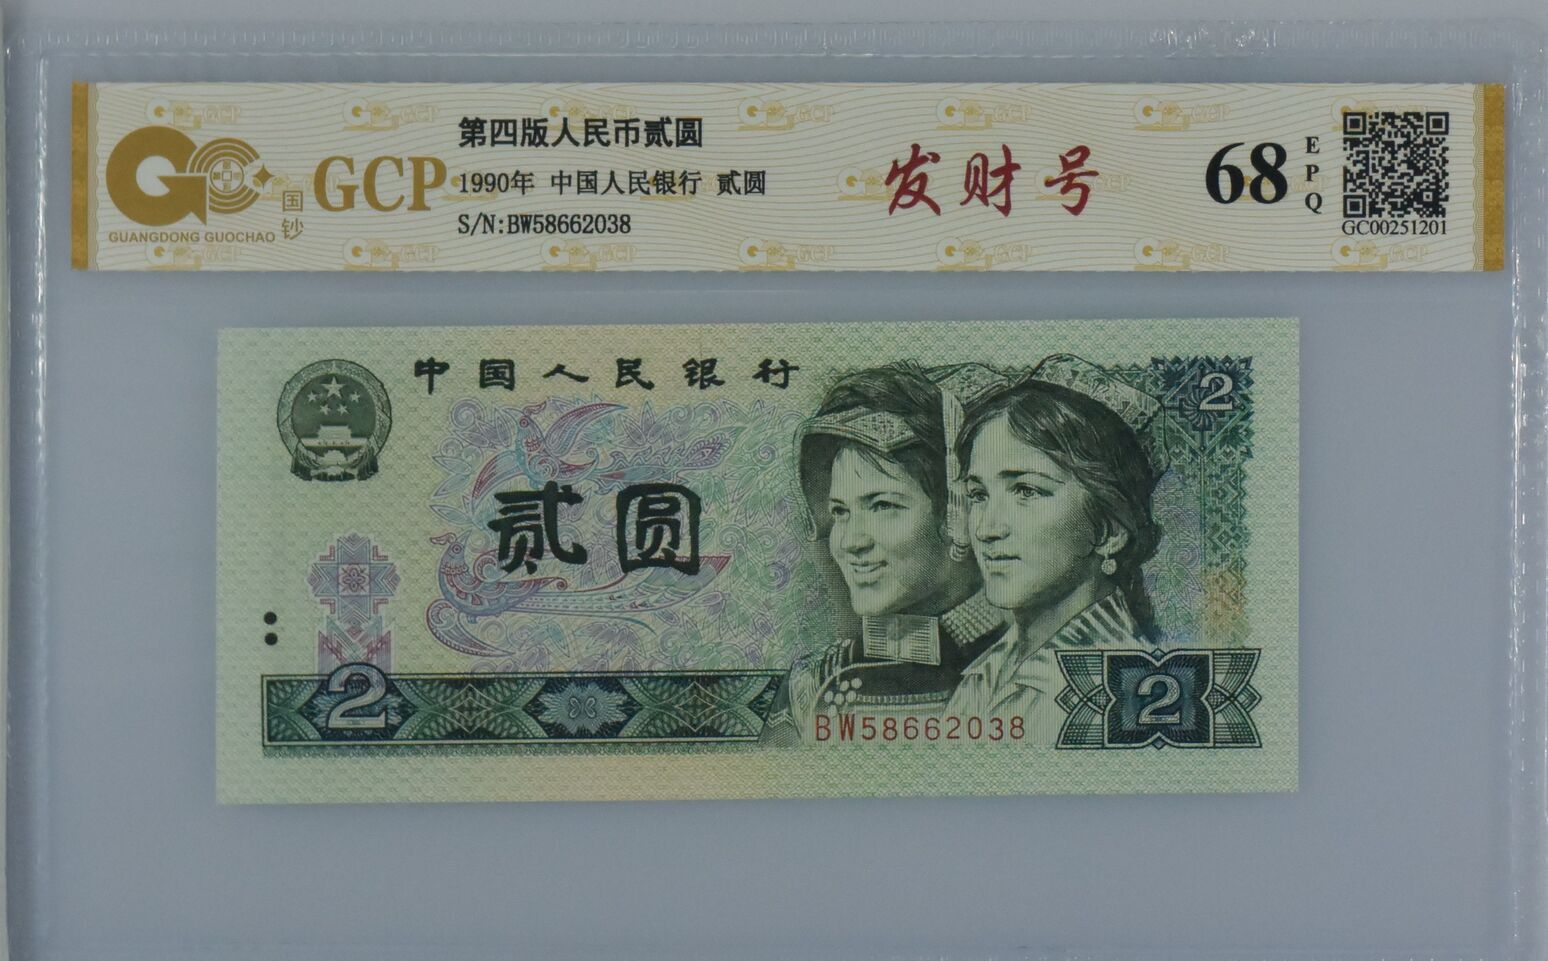 第四版人民币贰圆
GCP
1990年 中国人民银行 贰圆
国钞
S/N:BW58662038
GUANGDONG GUOCHAO
发财号
68
EPQ
GC00251201
中国人民银行
2
贰圆
2
2
BW58662038